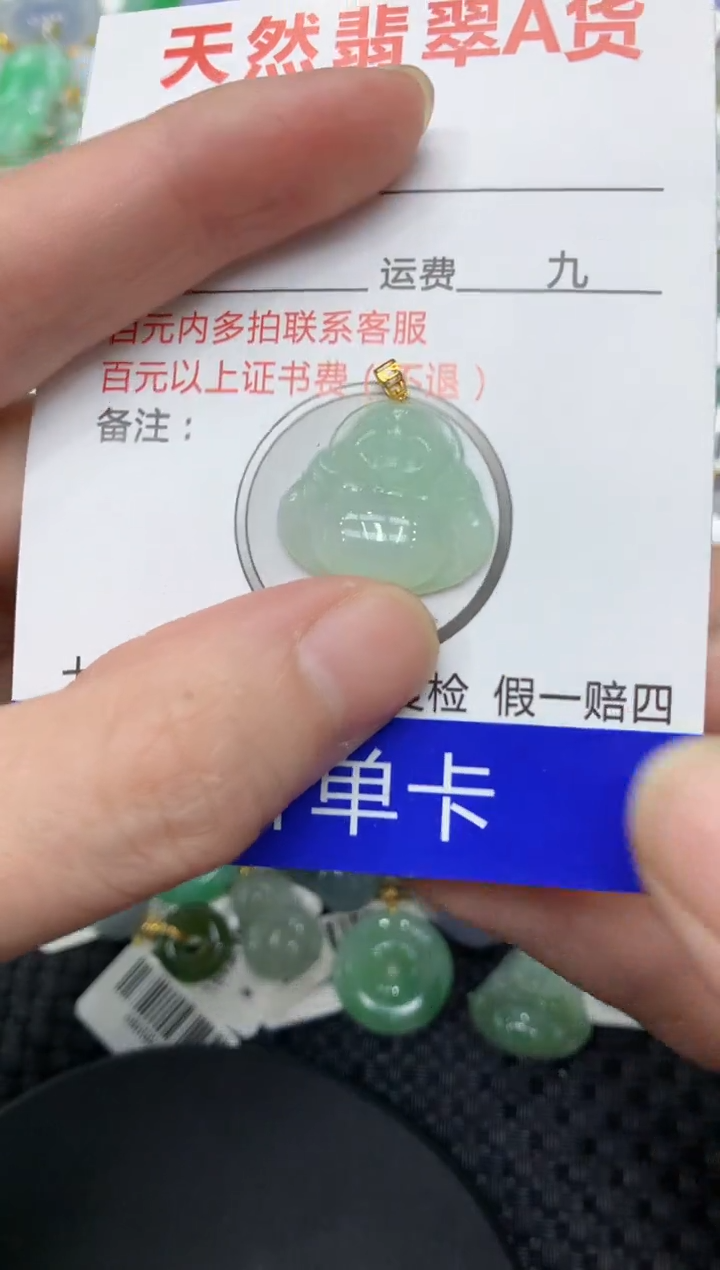 天然翡翠A货
运费 九
百元内多拍联系客服
百元以上证书费（不退）
备注：
复检 假一赔四
单卡